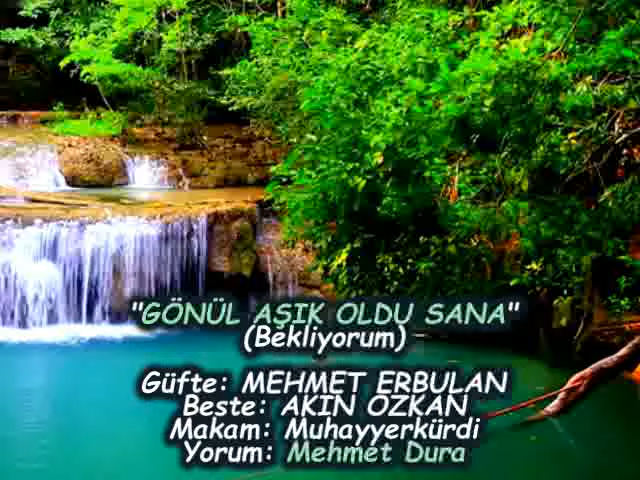 "GÖNÜL AŞIK OLDU SANA"
(Bekliyorum)
Güfte: MEHMET ERBULAN
Beste: AKIN ÖZKAN
Makam: Muhayyerkürdi
Yorum: Mehmet Dura